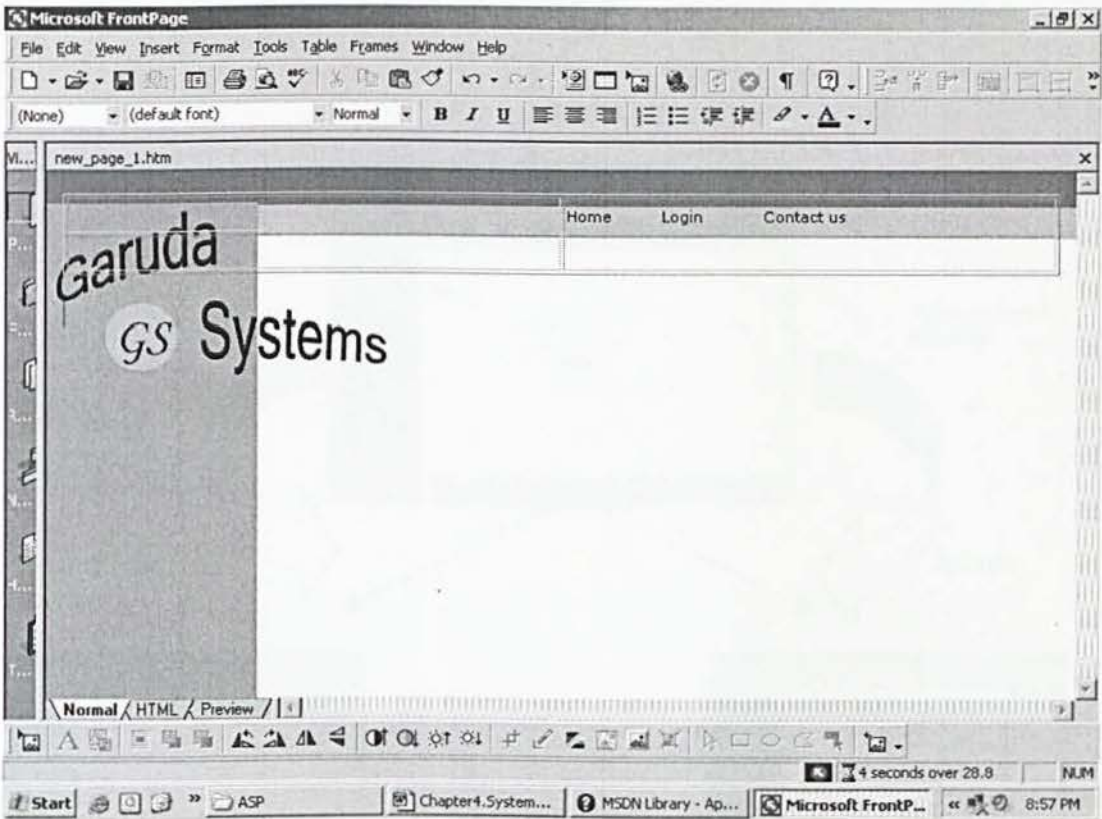 Microsoft FrontPage
File Edit View Insert Format Tools Table Frames Window Help
(None) (default font) Normal B I U A
Vi... new_page_1.htm
Home Login Contact us
Garuda
GS Systems
P...
R...
N...
H...
T...
Normal HTML Preview
4 seconds over 28.8 NUM
Start ASP Chapter4.System... MSDN Library - Ap... Microsoft FrontP... 8:57 PM